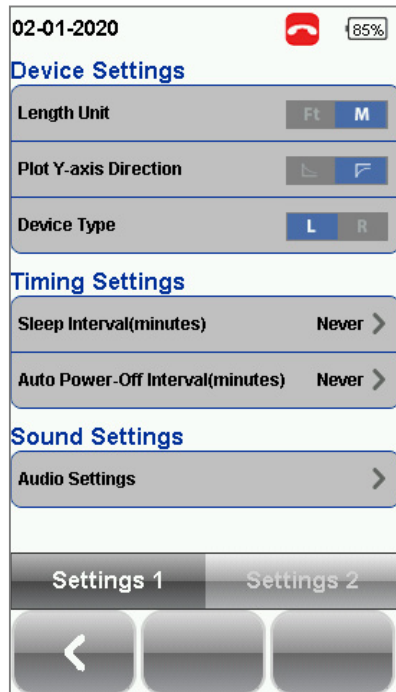 02-01-2020 85%
Device Settings
Length Unit Ft M
Plot Y-axis Direction
Device Type L R
Timing Settings
Sleep Interval(minutes) Never
Auto Power-Off Interval(minutes) Never
Sound Settings
Audio Settings
Settings 1 Settings 2